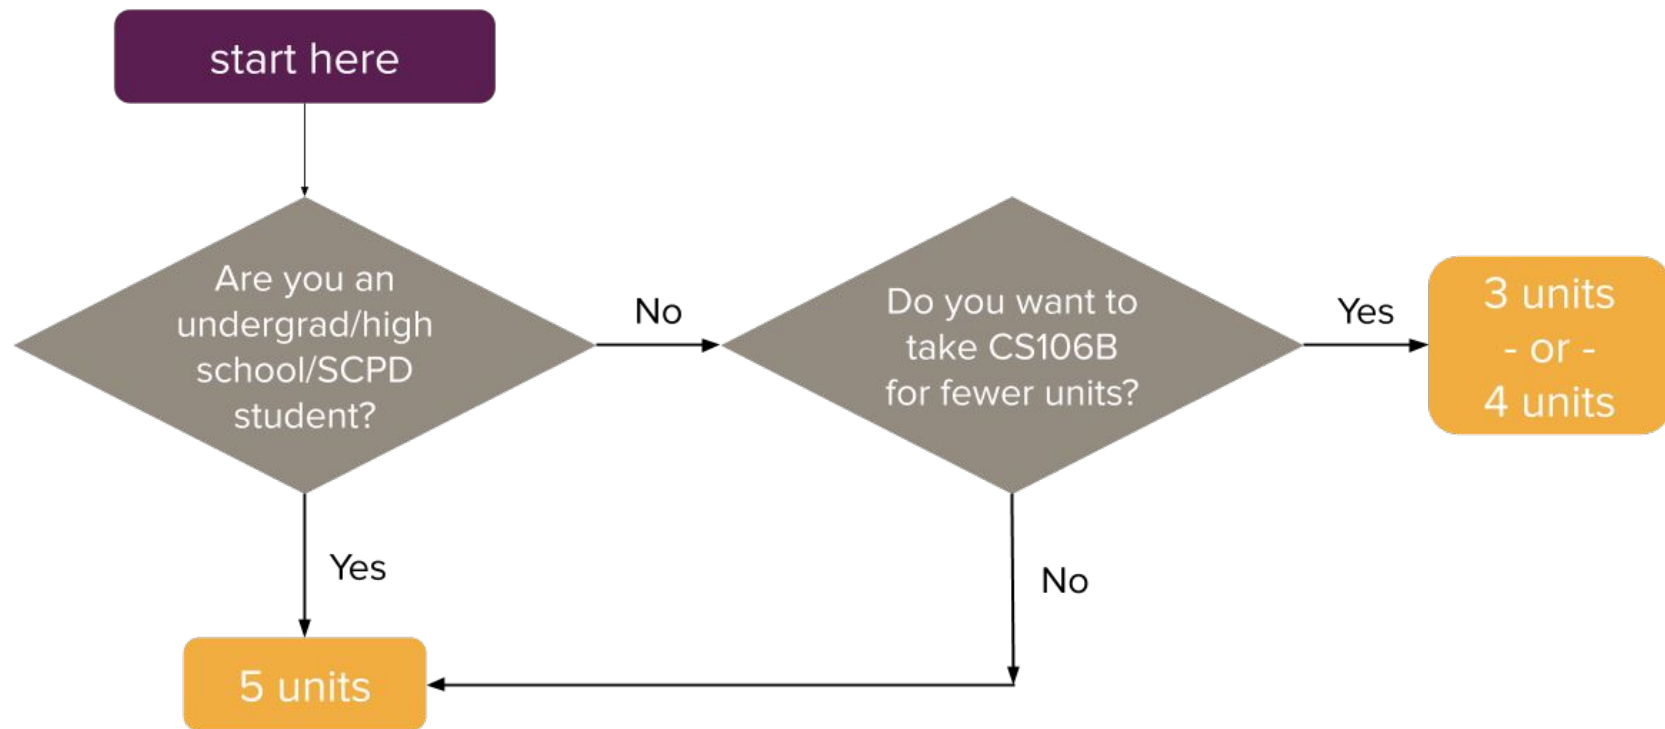 start here
Are you an
undergrad/high
school/SCPD
student?
No
Do you want to
take CS106B
for fewer units?
Yes
3 units
- or -
4 units
Yes
No
5 units